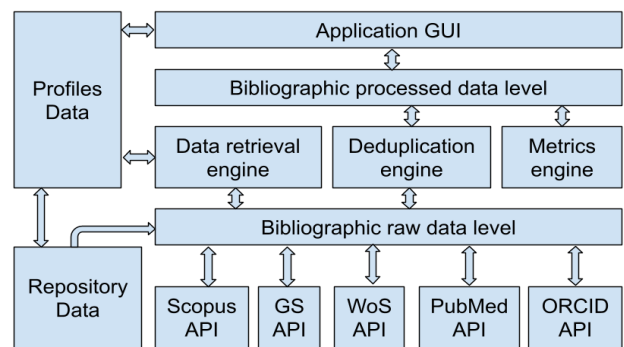 Application GUI
Profiles
Data
Bibliographic processed data level
Data retrieval
engine
Deduplication
engine
Metrics
engine
Bibliographic raw data level
Repository
Data
Scopus
API
GS
API
WoS
API
PubMed
API
ORCID
API